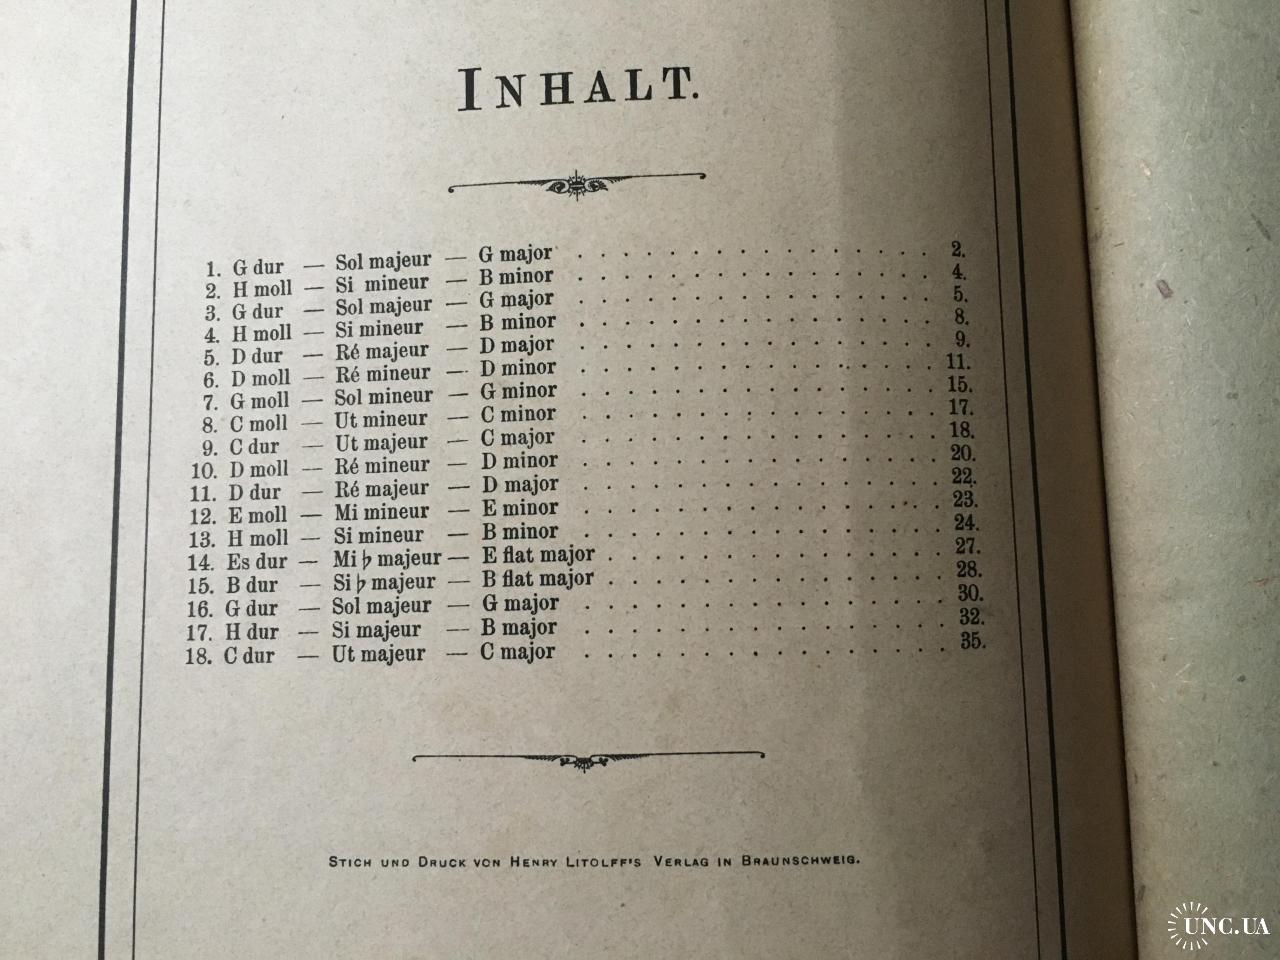 INHALT.
1. G dur — Sol majeur — G major . . . . . . . . . . . . . . . . 2.
2. H moll — Si mineur — B minor . . . . . . . . . . . . . . . . 4.
3. G dur — Sol majeur — G major . . . . . . . . . . . . . . . . 5.
4. H moll — Si mineur — B minor . . . . . . . . . . . . . . . . 8.
5. D dur — Ré majeur — D major . . . . . . . . . . . . . . . . 9.
6. D moll — Ré mineur — D minor . . . . . . . . . . . . . . . . 11.
7. G moll — Sol mineur — G minor . . . . . . . . . . . . . . . . 15.
8. C moll — Ut mineur — C minor . . . . . . . . . . . . . . . . 17.
9. C dur — Ut majeur — C major . . . . . . . . . . . . . . . . 18.
10. D moll — Ré mineur — D minor . . . . . . . . . . . . . . . . 20.
11. D dur — Ré majeur — D major . . . . . . . . . . . . . . . . 22.
12. E moll — Mi mineur — E minor . . . . . . . . . . . . . . . . 23.
13. H moll — Si mineur — B minor . . . . . . . . . . . . . . . . 24.
14. Es dur — Mi ♭ majeur — E flat major . . . . . . . . . . . . . . . 27.
15. B dur — Si ♭ majeur — B flat major . . . . . . . . . . . . . . . 28.
16. G dur — Sol majeur — G major . . . . . . . . . . . . . . . . 30.
17. H dur — Si majeur — B major . . . . . . . . . . . . . . . . 32.
18. C dur — Ut majeur — C major . . . . . . . . . . . . . . . . 35.
STICH UND DRUCK VON HENRY LITOLFF'S VERLAG IN BRAUNSCHWEIG.
UNC.UA